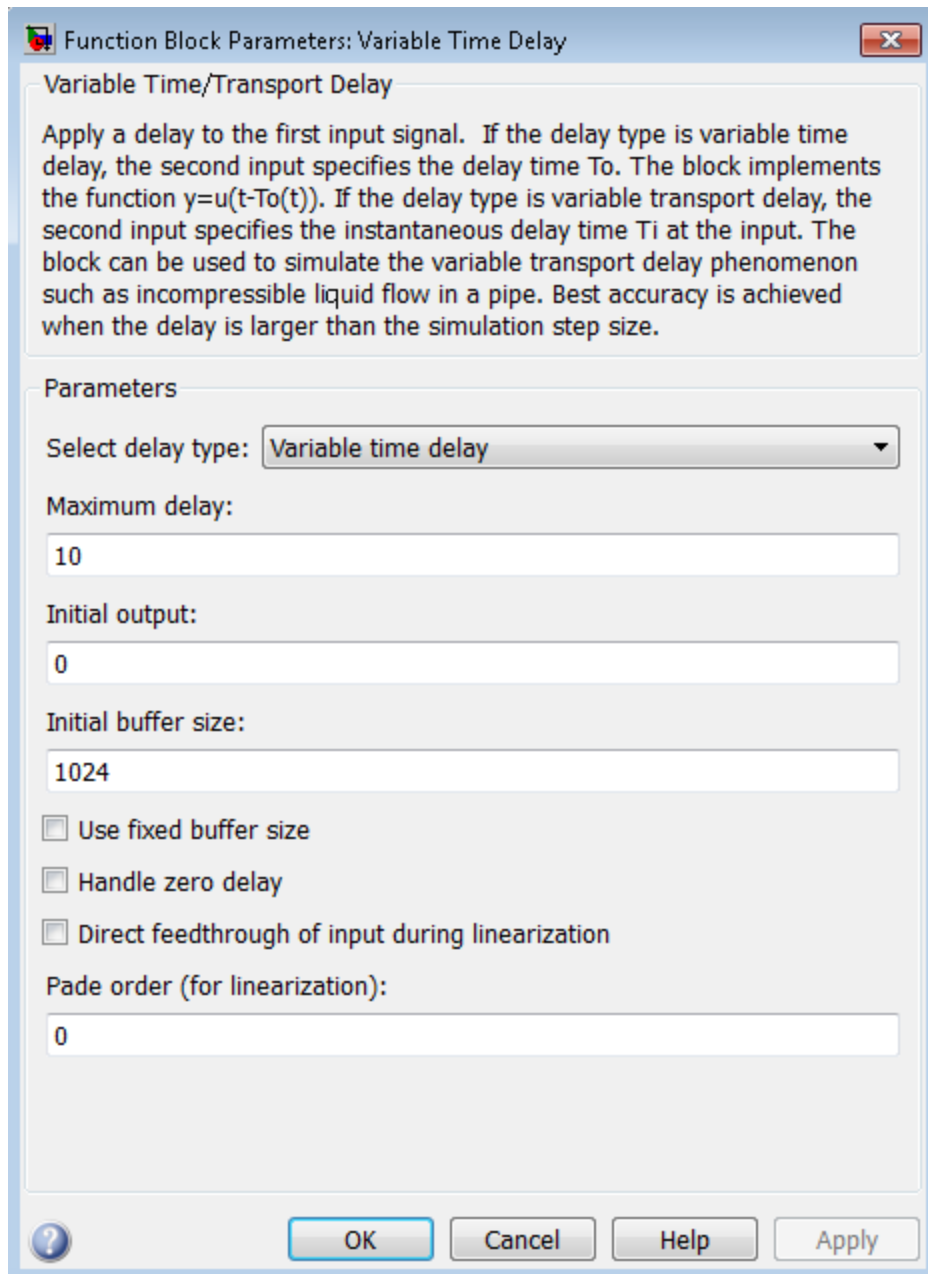 Function Block Parameters: Variable Time Delay
Variable Time/Transport Delay
Apply a delay to the first input signal.  If the delay type is variable time
delay, the second input specifies the delay time To. The block implements
the function y=u(t-To(t)). If the delay type is variable transport delay, the
second input specifies the instantaneous delay time Ti at the input. The
block can be used to simulate the variable transport delay phenomenon
such as incompressible liquid flow in a pipe. Best accuracy is achieved
when the delay is larger than the simulation step size.
Parameters
Select delay type: Variable time delay
Maximum delay:
10
Initial output:
0
Initial buffer size:
1024
Use fixed buffer size
Handle zero delay
Direct feedthrough of input during linearization
Pade order (for linearization):
0
? OK Cancel Help Apply